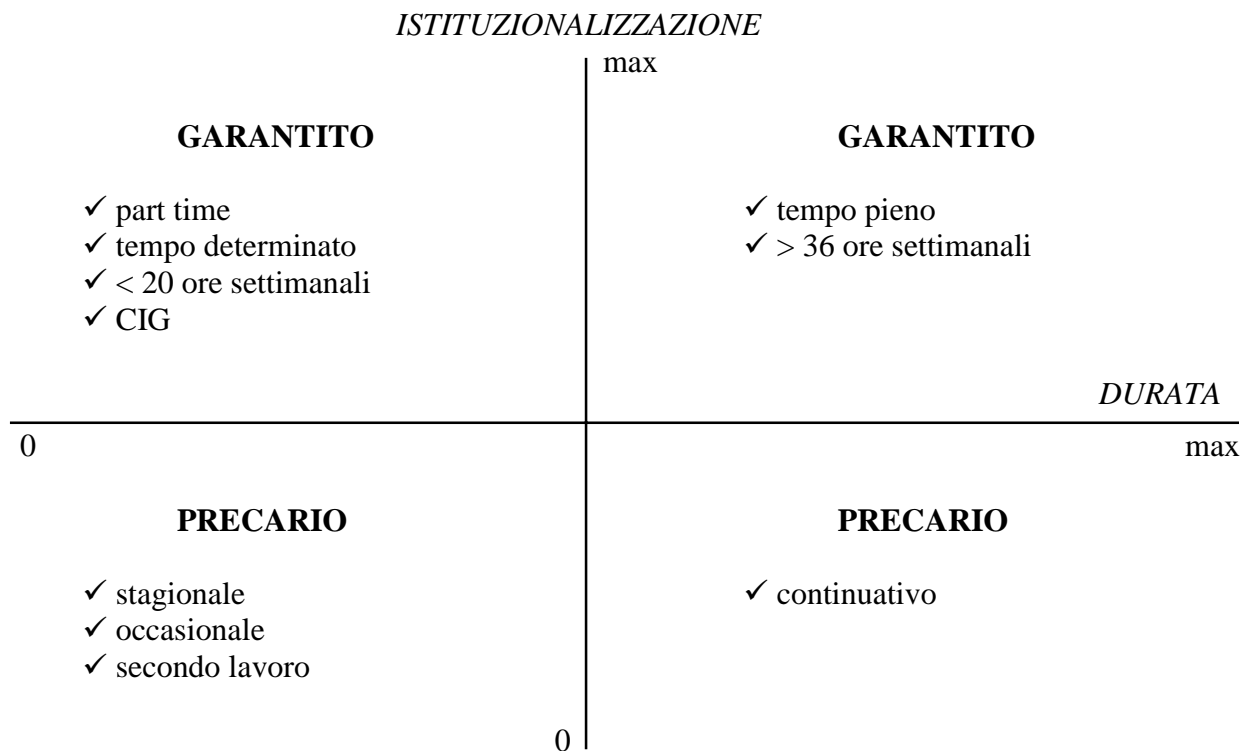 ISTITUZIONALIZZAZIONE
max
GARANTITO
✓ part time
✓ tempo determinato
✓ < 20 ore settimanali
✓ CIG
GARANTITO
✓ tempo pieno
✓ > 36 ore settimanali
DURATA
0
max
PRECARIO
✓ stagionale
✓ occasionale
✓ secondo lavoro
PRECARIO
✓ continuativo
0